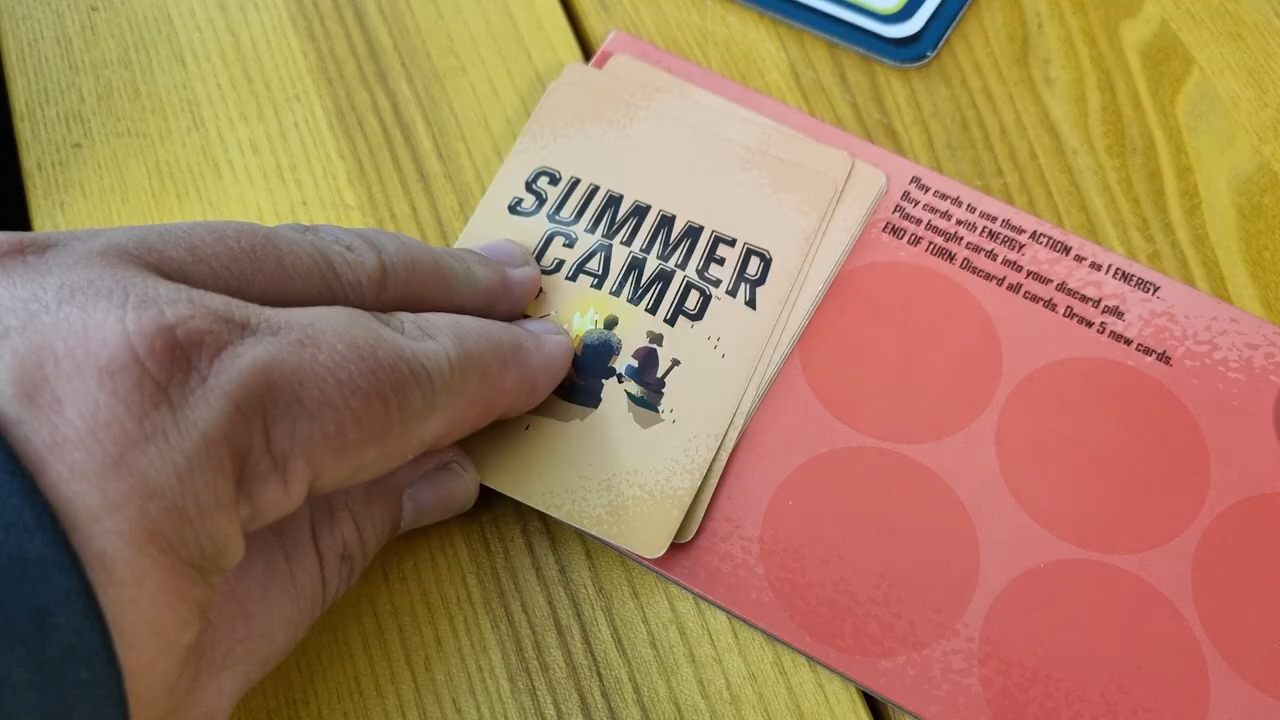 SUMMER
CAMP™
Play cards to use their ACTION or as 1 ENERGY.
Buy cards with ENERGY.
Place bought cards into your discard pile.
END OF TURN: Discard all cards. Draw 5 new cards.